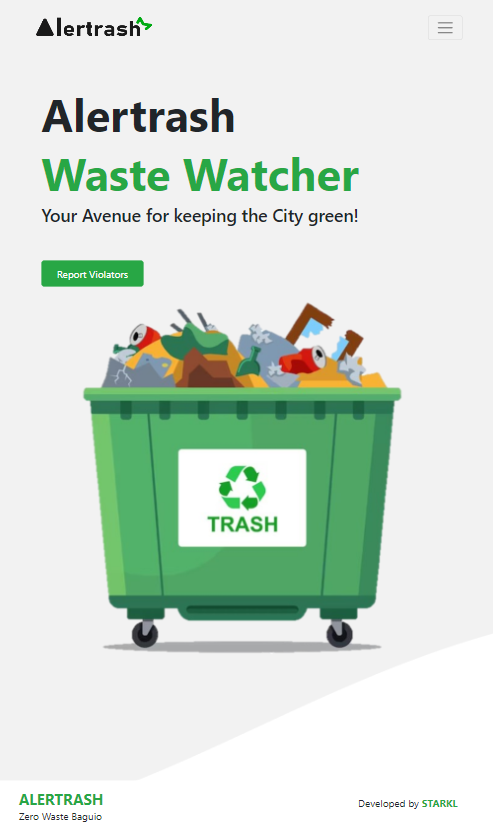 Alertrash
Alertrash
Waste Watcher
Your Avenue for keeping the City green!
Report Violators
TRASH
ALERTRASH
Zero Waste Baguio
Developed by STARKL